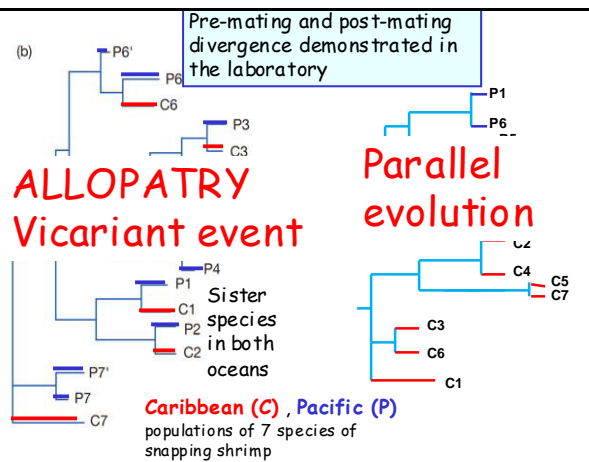 Pre-mating and post-mating
divergence demonstrated in
the laboratory
(b)
P6'
P6
C6
P3
C3
ALLOPATRY
Vicariant event
P4
P1
C1
P2
C2
P7'
P7
C7
Sister
species
in both
oceans
P1
P6
Parallel
evolution
C2
C4
C5
C7
C3
C6
C1
Caribbean (C) , Pacific (P)
populations of 7 species of
snapping shrimp